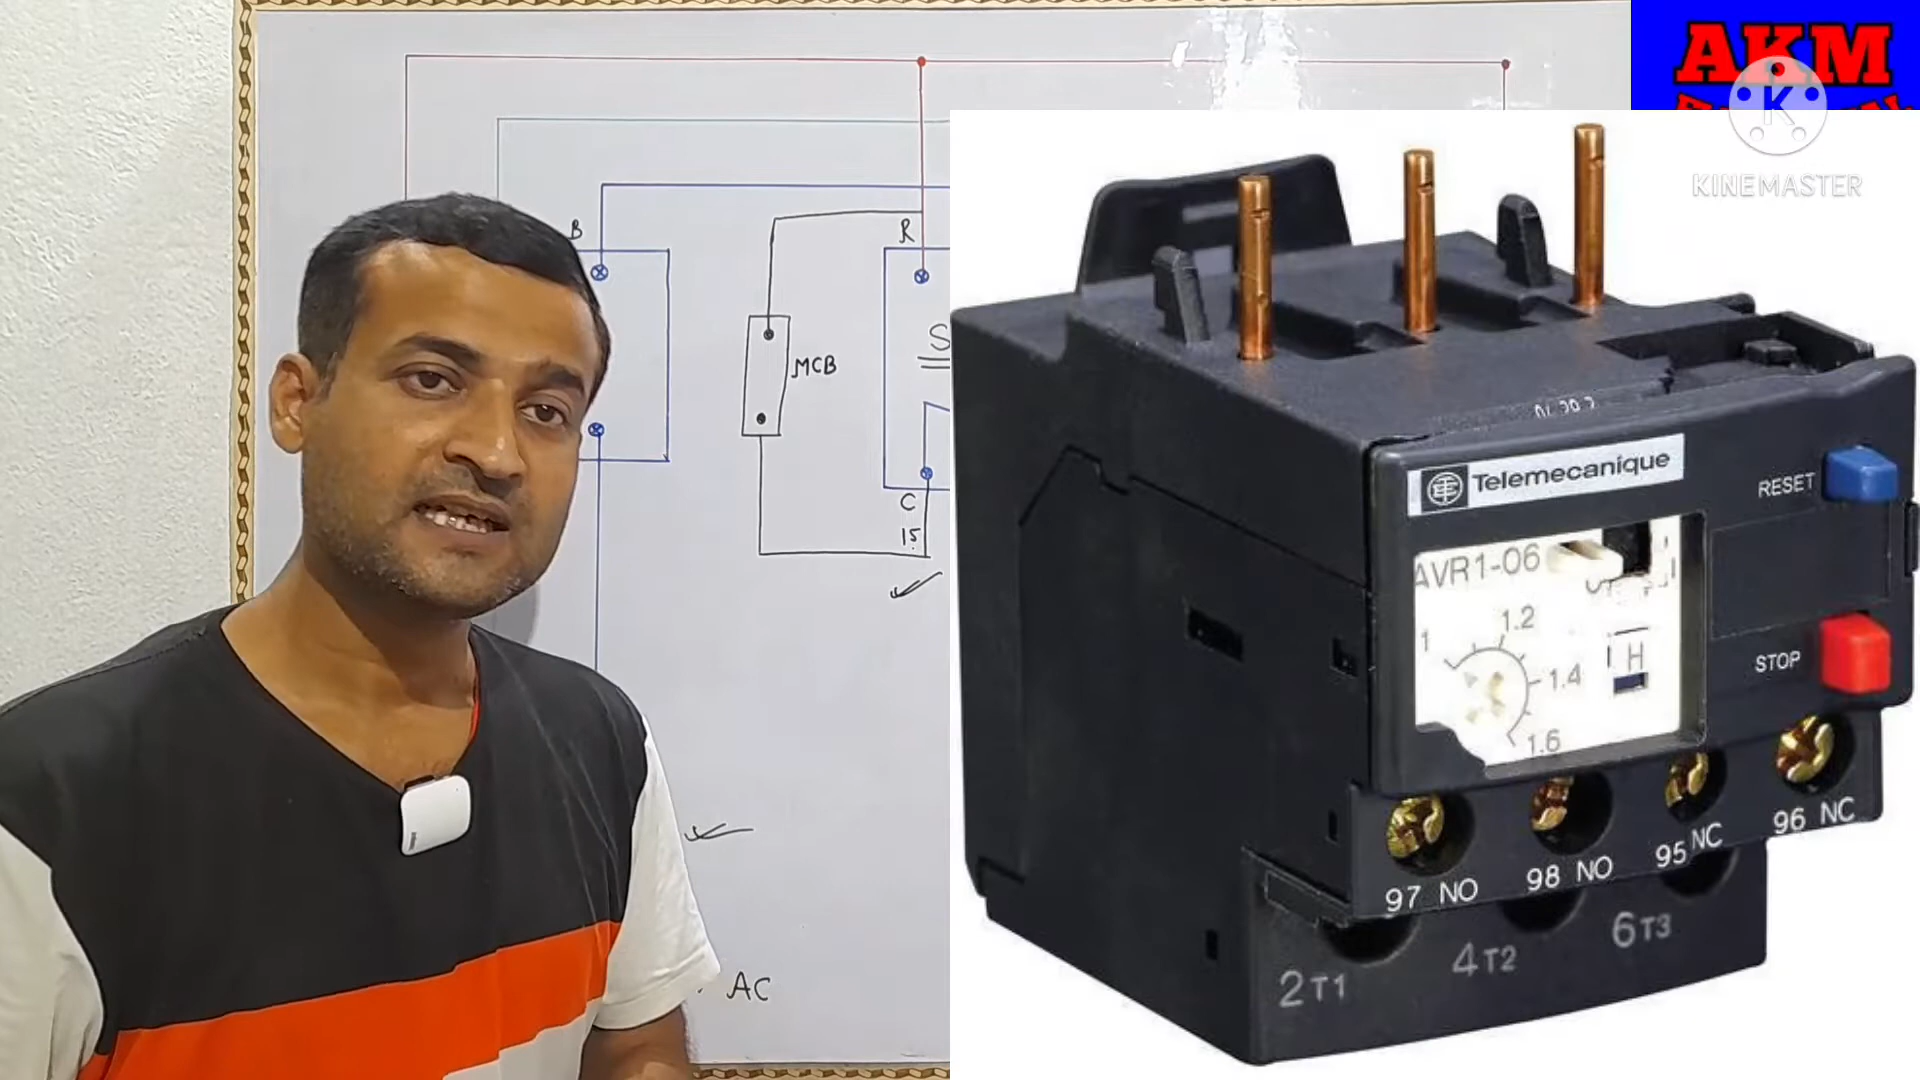 AKM
KINEMASTER
B
R
MCB
S
C
15
AC
Telemecanique
RESET
AVR1-06
1.2
1
H
1.4
STOP
1.6
97 NO
98 NO
95 NC
96 NC
2T1
4T2
6T3